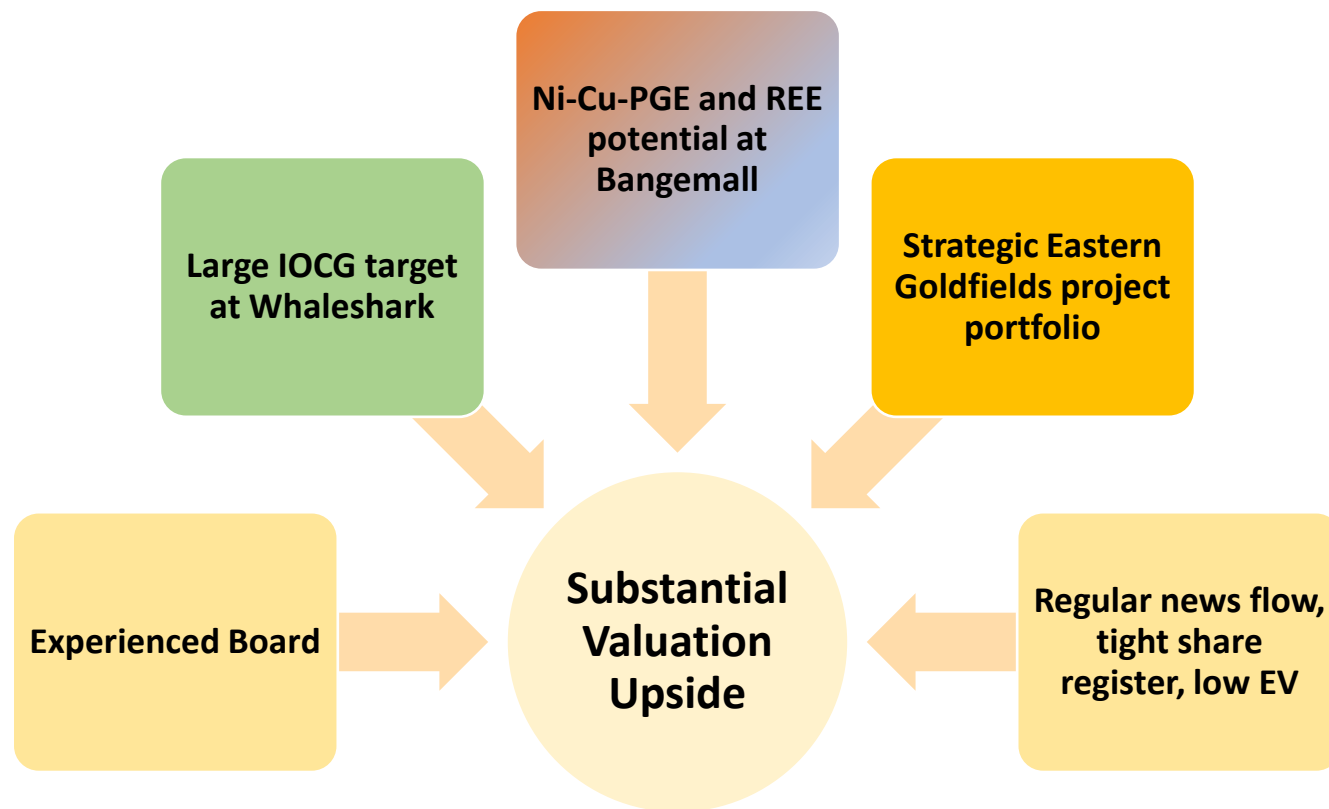 Ni-Cu-PGE and REE
potential at
Bangemall
Large IOCG target
at Whaleshark
Strategic Eastern
Goldfields project
portfolio
Experienced Board
Substantial
Valuation
Upside
Regular news flow,
tight share
register, low EV